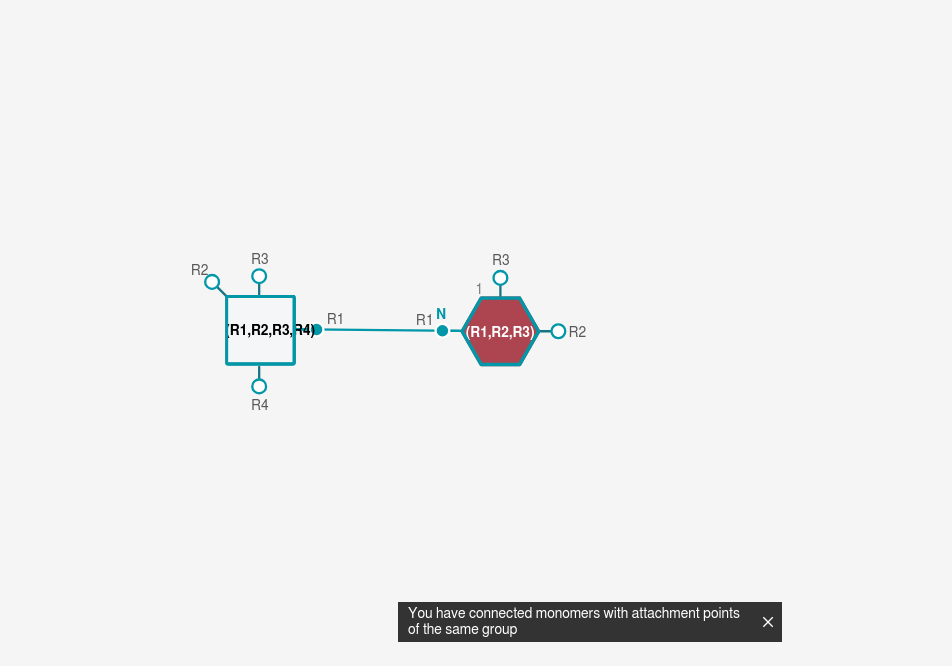 R3
R3
R2
1
N
R1
R1
(R1,R2,R3,R4)
(R1,R2,R3)
R2
R4
You have connected monomers with attachment points
of the same group